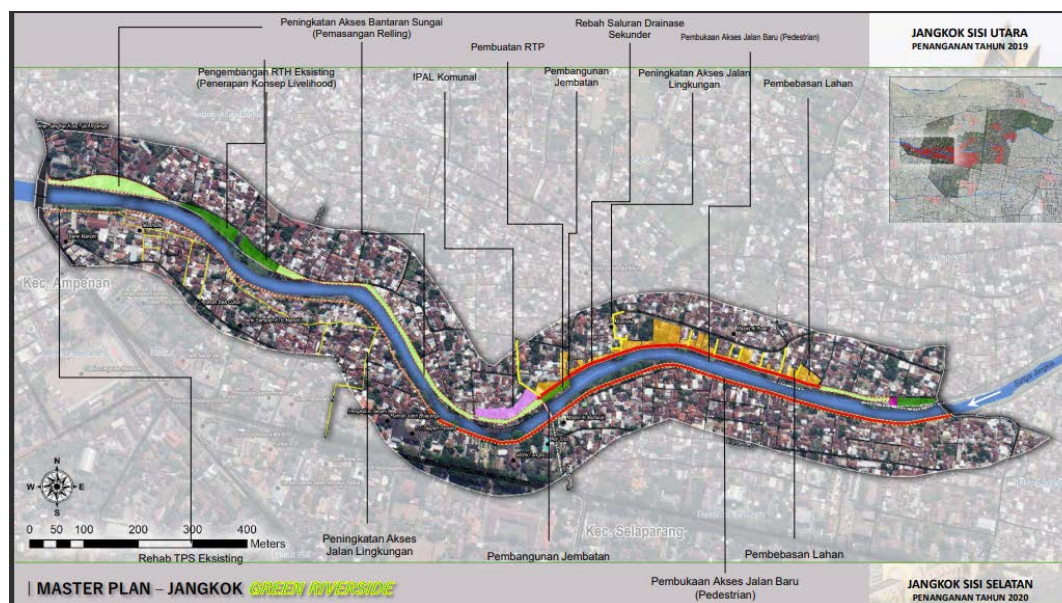 Peningkatan Akses Bantaran Sungai
(Pemasangan Relling)
Rebah Saluran Drainase
Sekunder
JANGKOK SISI UTARA
PENANGANAN TAHUN 2019
Pembuatan RTP
Pembukaan Akses Jalan Baru (Pedestrian)
Pengembangan RTH Eksisting
(Penerapan Konsep Livelihood)
IPAL Komunal
Pembangunan
Jembatan
Peningkatan Akses Jalan
Lingkungan
Pembebasan Lahan
Kec. Ampenan
Sungai Jangkok
N
W
E
S
0 50 100 200 300 400
Meters
Kec. Selaparang
Rehab TPS Eksisting
Peningkatan Akses
Jalan Lingkungan
Pembangunan Jembatan
Pembebasan Lahan
Pembukaan Akses Jalan Baru
(Pedestrian)
| MASTER PLAN – JANGKOK GREEN RIVERSIDE
JANGKOK SISI SELATAN
PENANGANAN TAHUN 2020